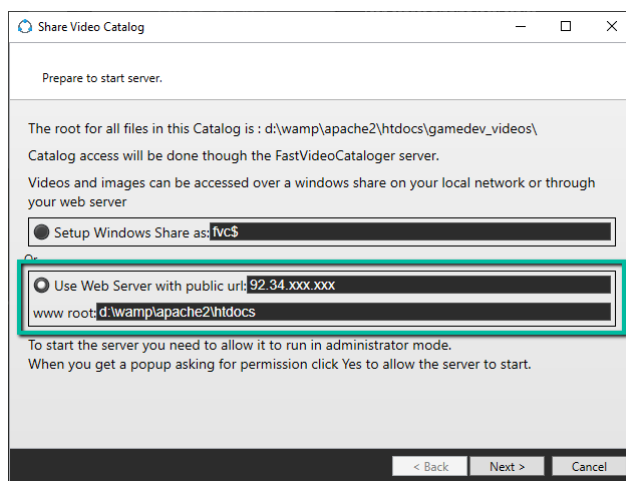 Share Video Catalog
Prepare to start server.
The root for all files in this Catalog is : d:\wamp\apache2\htdocs\gamedev_videos\
Catalog access will be done though the FastVideoCataloger server.
Videos and images can be accessed over a windows share on your local network or through
your web server
Setup Windows Share as: fvc$
Or
Use Web Server with public url: 92.34.xxx.xxx
www root: d:\wamp\apache2\htdocs
To start the server you need to allow it to run in administrator mode.
When you get a popup asking for permission click Yes to allow the server to start.
< Back Next > Cancel